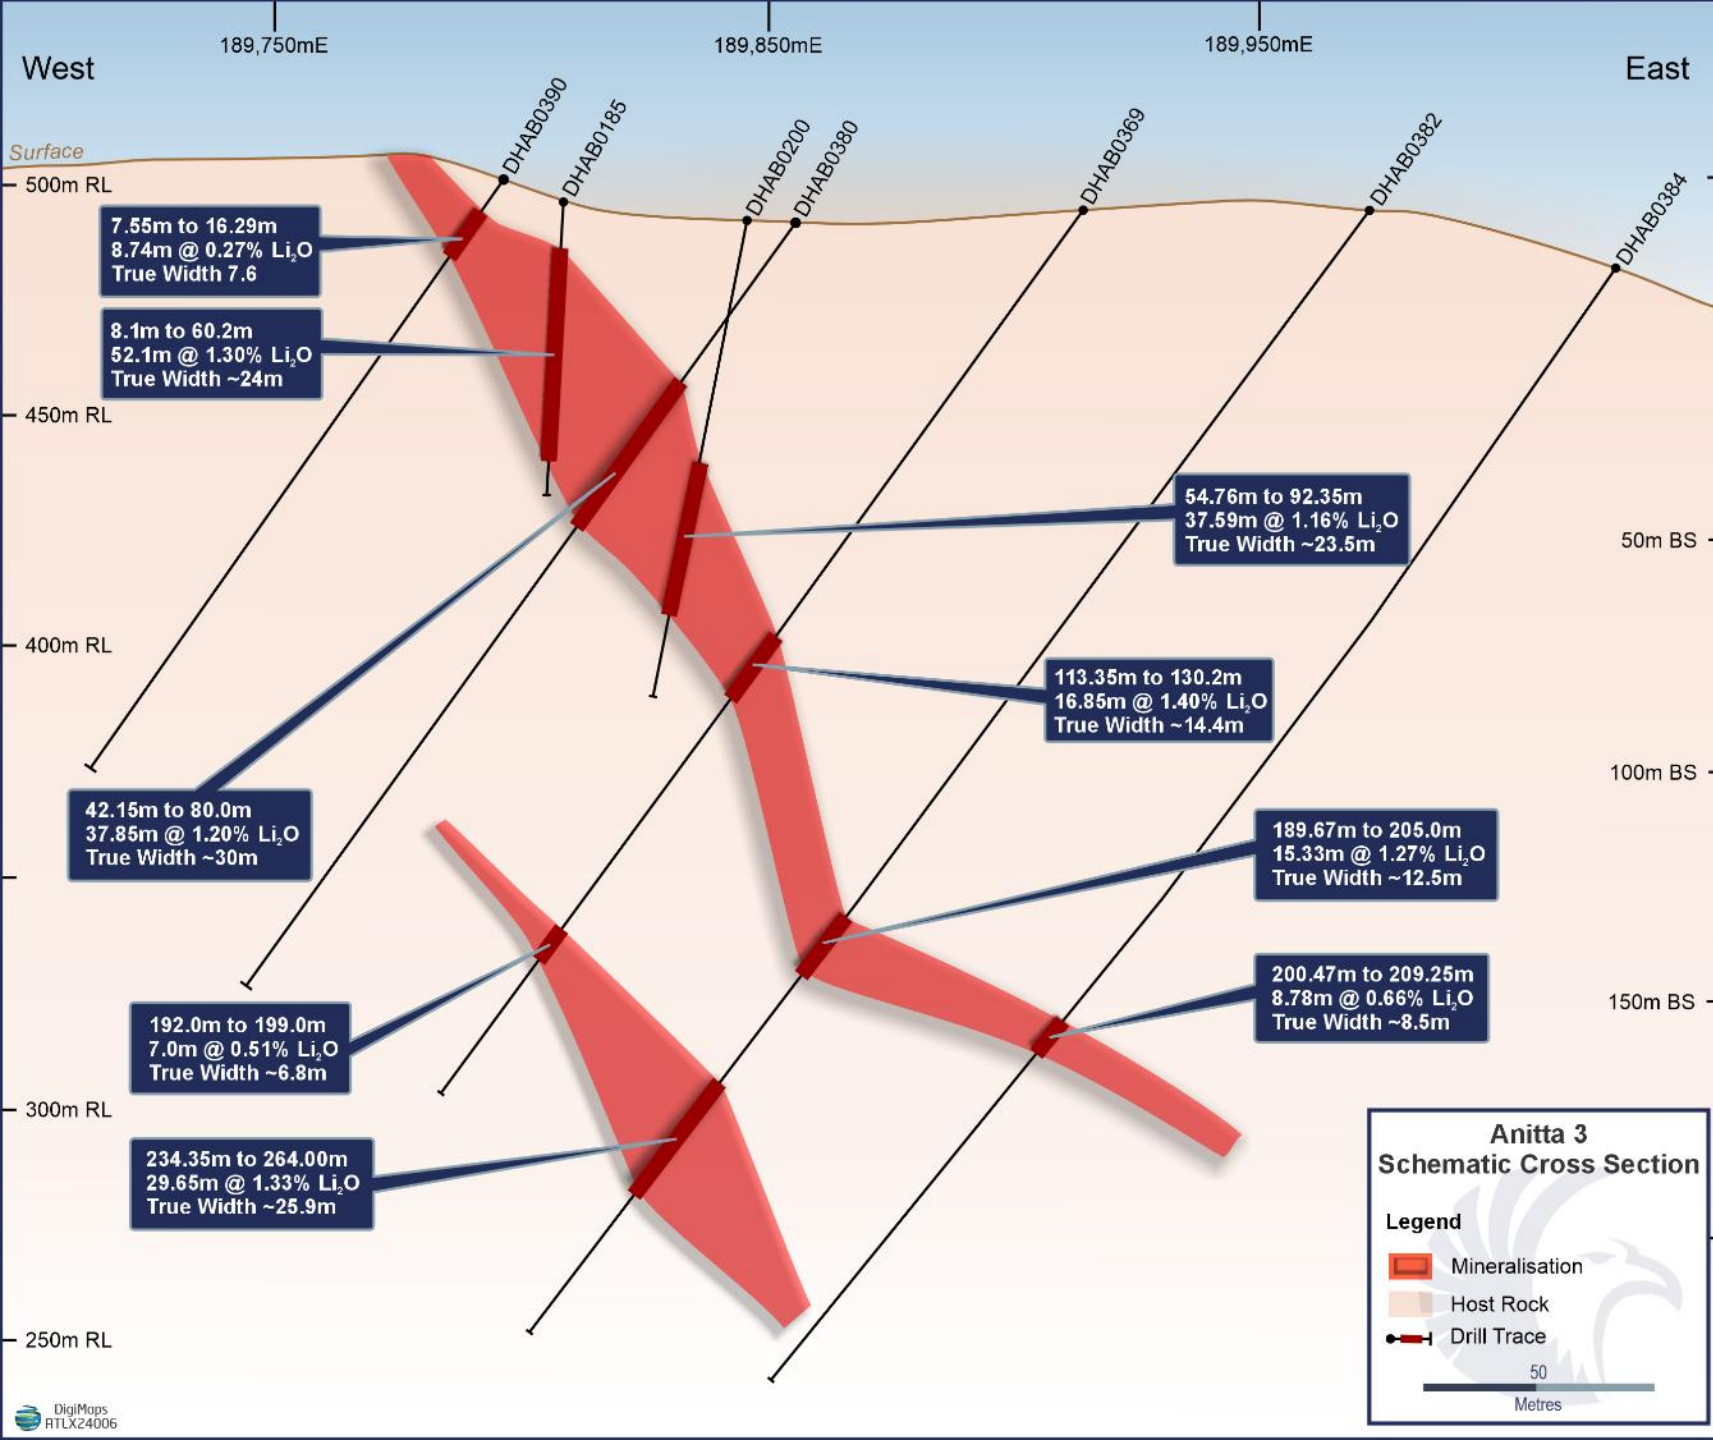 189,750mE
189,850mE
189,950mE
West
East
Surface
DHAB0390
DHAB0185
DHAB0200
DHAB0380
DHAB0369
DHAB0382
DHAB0384
500m RL
7.55m to 16.29m
8.74m @ 0.27% Li₂O
True Width 7.6
8.1m to 60.2m
52.1m @ 1.30% Li₂O
True Width ~24m
450m RL
54.76m to 92.35m
37.59m @ 1.16% Li₂O
True Width ~23.5m
50m BS
400m RL
113.35m to 130.2m
16.85m @ 1.40% Li₂O
True Width ~14.4m
100m BS
42.15m to 80.0m
37.85m @ 1.20% Li₂O
True Width ~30m
189.67m to 205.0m
15.33m @ 1.27% Li₂O
True Width ~12.5m
200.47m to 209.25m
8.78m @ 0.66% Li₂O
True Width ~8.5m
150m BS
192.0m to 199.0m
7.0m @ 0.51% Li₂O
True Width ~6.8m
300m RL
234.35m to 264.00m
29.65m @ 1.33% Li₂O
True Width ~25.9m
250m RL
Anitta 3
Schematic Cross Section
Legend
Mineralisation
Host Rock
Drill Trace
50
Metres
DigiMaps
ATLX24006